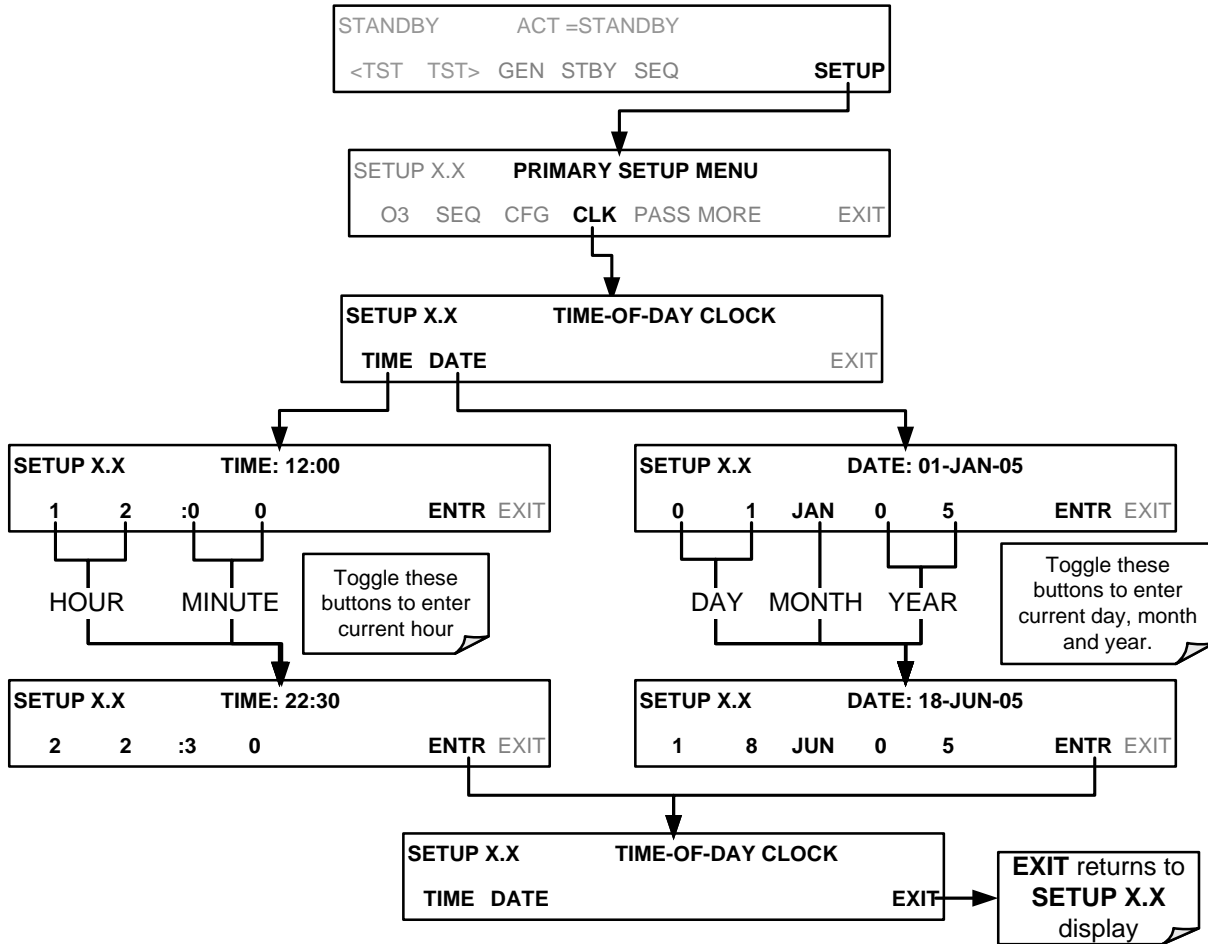 STANDBY ACT =STANDBY
<TST TST> GEN STBY SEQ SETUP
SETUP X.X PRIMARY SETUP MENU
O3 SEQ CFG CLK PASS MORE EXIT
SETUP X.X TIME-OF-DAY CLOCK
TIME DATE EXIT
SETUP X.X TIME: 12:00
1 2 :0 0 ENTR EXIT
HOUR MINUTE
Toggle these
buttons to enter
current hour
SETUP X.X TIME: 22:30
2 2 :3 0 ENTR EXIT
SETUP X.X DATE: 01-JAN-05
0 1 JAN 0 5 ENTR EXIT
DAY MONTH YEAR
Toggle these
buttons to enter
current day, month
and year.
SETUP X.X DATE: 18-JUN-05
1 8 JUN 0 5 ENTR EXIT
SETUP X.X TIME-OF-DAY CLOCK
TIME DATE EXIT
EXIT returns to
SETUP X.X
display